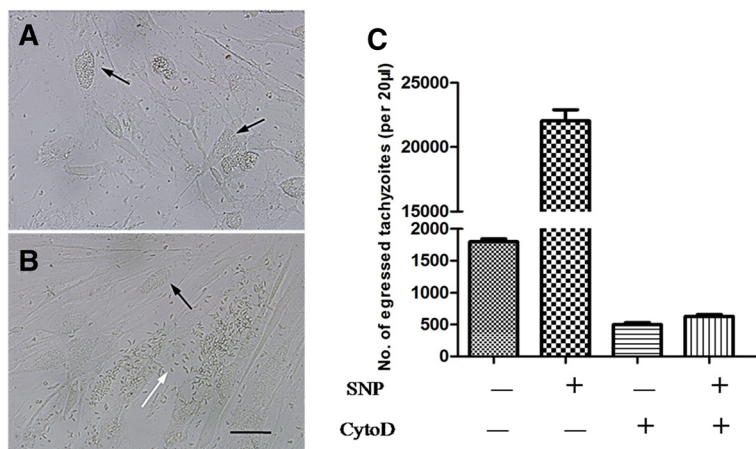 A
B
C
No. of egressed tachyzoites (per 20µl)
25000
20000
15000
2000
1500
1000
500
0
SNP — + — +
CytoD — — + +